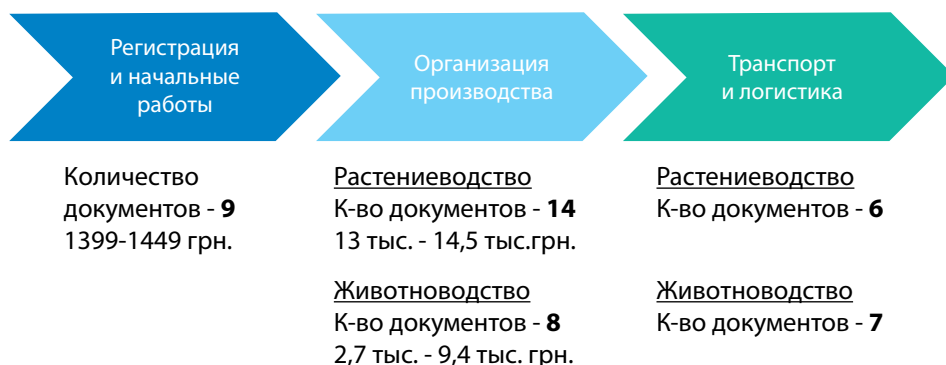 Регистрация
и начальные
работы
Организация
производства
Транспорт
и логистика
Количество
документов - 9
1399-1449 грн.
Растениеводство
К-во документов - 14
13 тыс. - 14,5 тыс.грн.
Животноводство
К-во документов - 8
2,7 тыс. - 9,4 тыс. грн.
Растениеводство
К-во документов - 6
Животноводство
К-во документов - 7